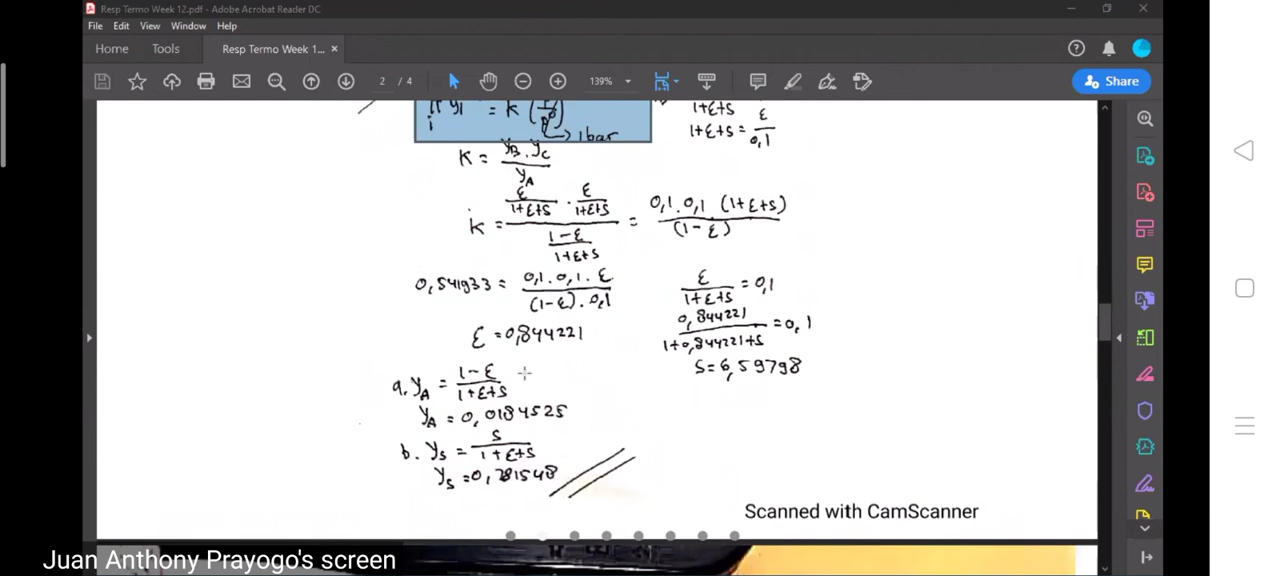 Resp Termo Week 12.pdf - Adobe Acrobat Reader DC
File Edit View Window Help
Home Tools Resp Termo Week 1... ×
2 / 4 139% Share
= K
1bar
1+ε+s
1+ε+s = ε/0,1
K = yB . yC / yA
K = (ε/(1+ε+s) . ε/(1+ε+s)) / ((1-ε)/(1+ε+s)) = 0,1 . 0,1 (1+ε+s) / (1-ε)
0,541933 = 0,1 . 0,1 . ε / (1-ε) . 0,1
ε/(1+ε+s) = 0,1
ε = 0,844221
0,844221/(1+0,844221+s) = 0,1
s = 6,59798
a. yA = (1-ε)/(1+ε+s)
yA = 0,0184525
b. ys = s/(1+ε+s)
ys = 0,781548
Scanned with CamScanner
Juan Anthony Prayogo's screen